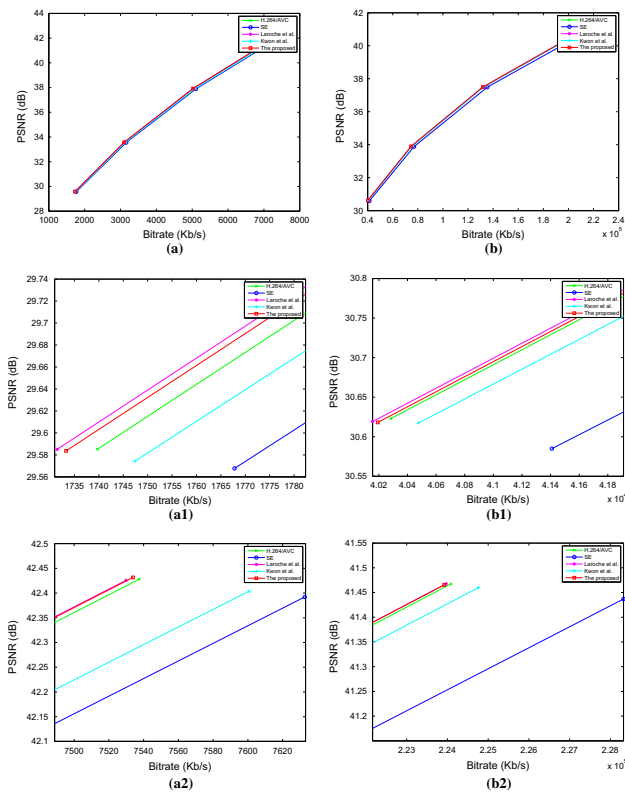 44
42
40
38
36
34
32
30
28
PSNR (dB)
1000 2000 3000 4000 5000 6000 7000 8000
Bitrate (Kb/s)
H.264/AVC
SE
Laroche et al.
Kwon et al.
The proposed
(a)
42
40
38
36
34
32
30
PSNR (dB)
0.4 0.6 0.8 1 1.2 1.4 1.6 1.8 2 2.2 2.4
Bitrate (Kb/s)
x 10⁵
H.264/AVC
SE
Laroche et al.
Kwon et al.
The proposed
(b)
29.74
29.7
29.66
29.62
29.58
29.56
PSNR (dB)
1735 1740 1745 1750 1755 1760 1765 1770 1775 1780
Bitrate (Kb/s)
H.264/AVC
SE
Laroche et al.
Kwon et al.
The proposed
(a1)
30.8
30.75
30.7
30.65
30.6
30.55
PSNR (dB)
4.02 4.04 4.06 4.08 4.1 4.12 4.14 4.16 4.18
Bitrate (Kb/s)
H.264/AVC
SE
Laroche et al.
Kwon et al.
The proposed
(b1)
42.5
42.45
42.4
42.35
42.3
42.25
42.2
42.15
42.1
PSNR (dB)
7500 7520 7540 7560 7580 7600 7620
Bitrate (Kb/s)
H.264/AVC
SE
Laroche et al.
Kwon et al.
The proposed
(a2)
41.55
41.5
41.45
41.4
41.35
41.3
41.25
41.2
PSNR (dB)
2.23 2.24 2.25 2.26 2.27 2.28
Bitrate (Kb/s)
H.264/AVC
SE
Laroche et al.
Kwon et al.
The proposed
(b2)